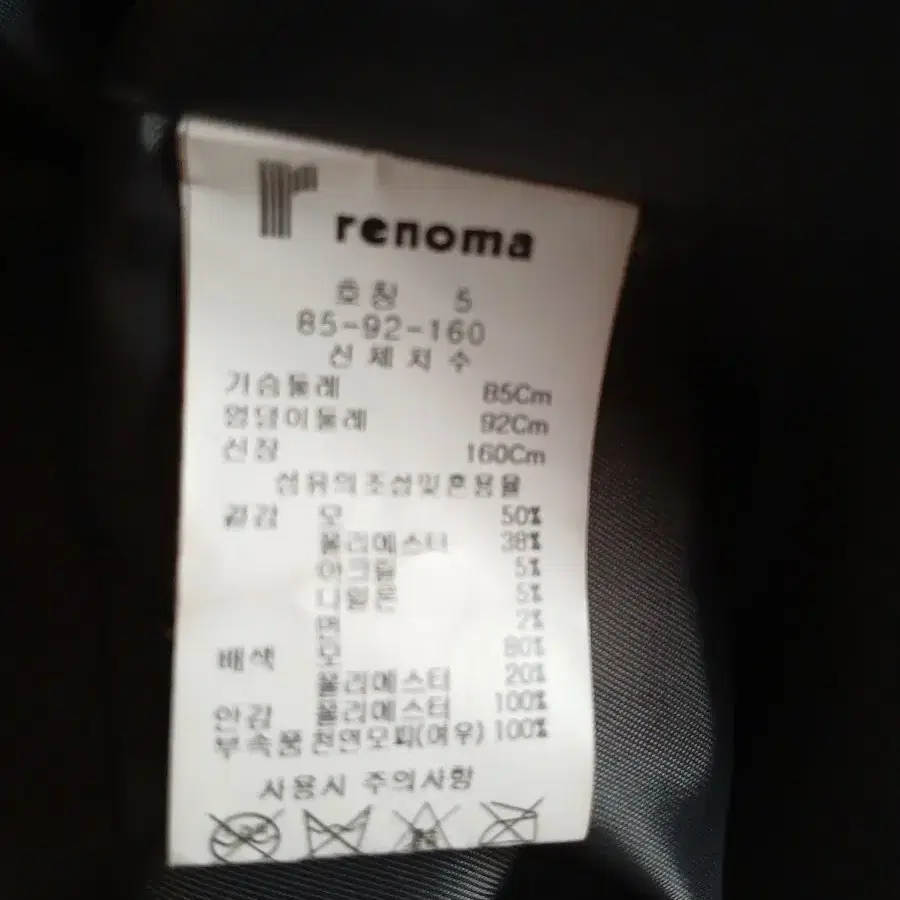 renoma
호칭 5
85-92-160
신체치수
가슴둘레 85Cm
엉덩이둘레 92Cm
신장 160Cm
섬유의조성및혼용율
겉감 모 50%
폴리에스터 38%
아크릴 5%
나일론 5%
면 2%
배색 모 80%
폴리에스터 20%
안감 폴리에스터 100%
부속품 천연모피(여우) 100%
사용시 주의사항